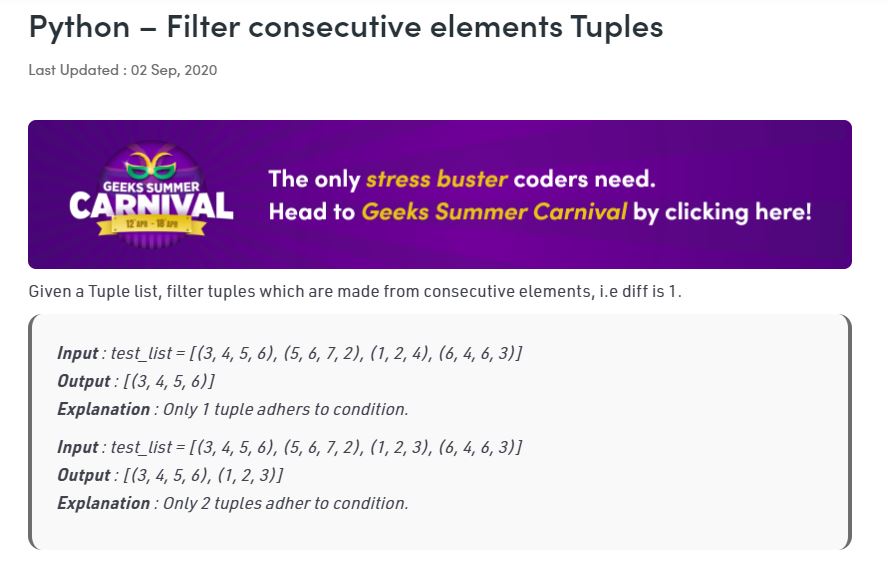 Python – Filter consecutive elements Tuples
Last Updated : 02 Sep, 2020
GEEKS SUMMER
CARNIVAL
12 APR - 18 APR
The only stress buster coders need.
Head to Geeks Summer Carnival by clicking here!
Given a Tuple list, filter tuples which are made from consecutive elements, i.e diff is 1.
Input : test_list = [(3, 4, 5, 6), (5, 6, 7, 2), (1, 2, 4), (6, 4, 6, 3)]
Output : [(3, 4, 5, 6)]
Explanation : Only 1 tuple adhers to condition.
Input : test_list = [(3, 4, 5, 6), (5, 6, 7, 2), (1, 2, 3), (6, 4, 6, 3)]
Output : [(3, 4, 5, 6), (1, 2, 3)]
Explanation : Only 2 tuples adher to condition.